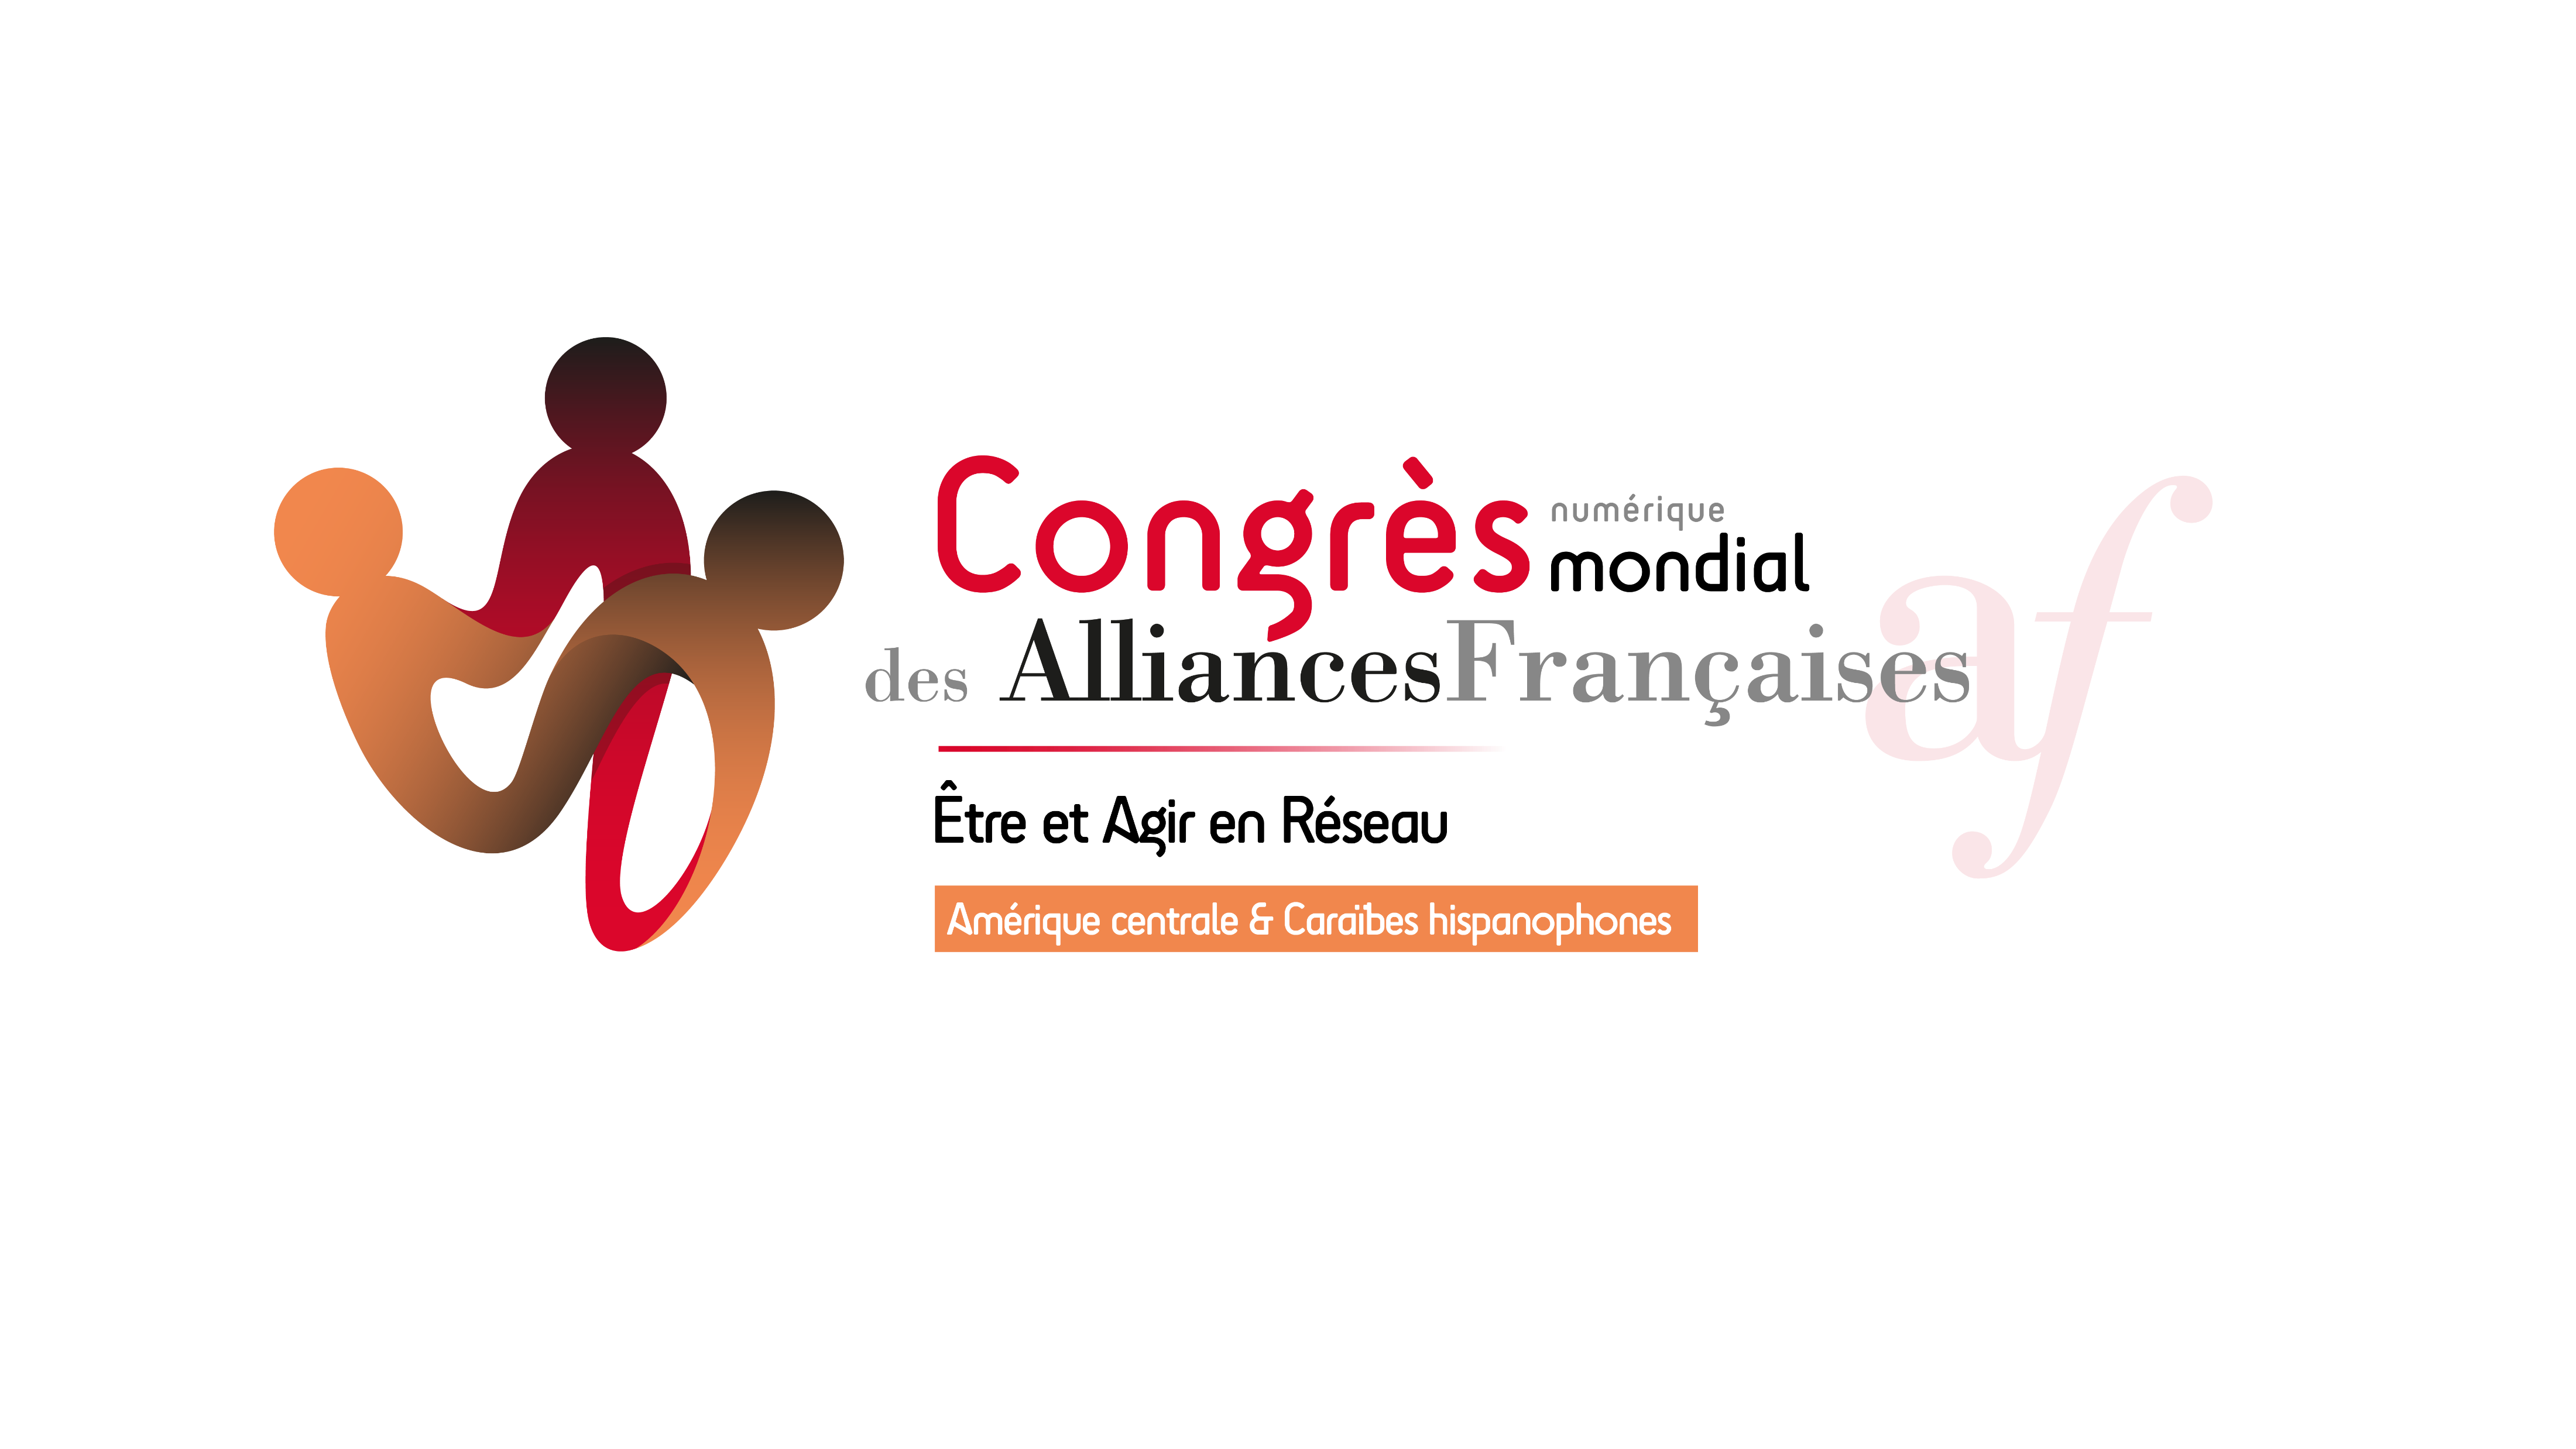 Congrès numérique mondial
des AlliancesFrançaises
af
Être et Agir en Réseau
Amérique centrale & Caraïbes hispanophones